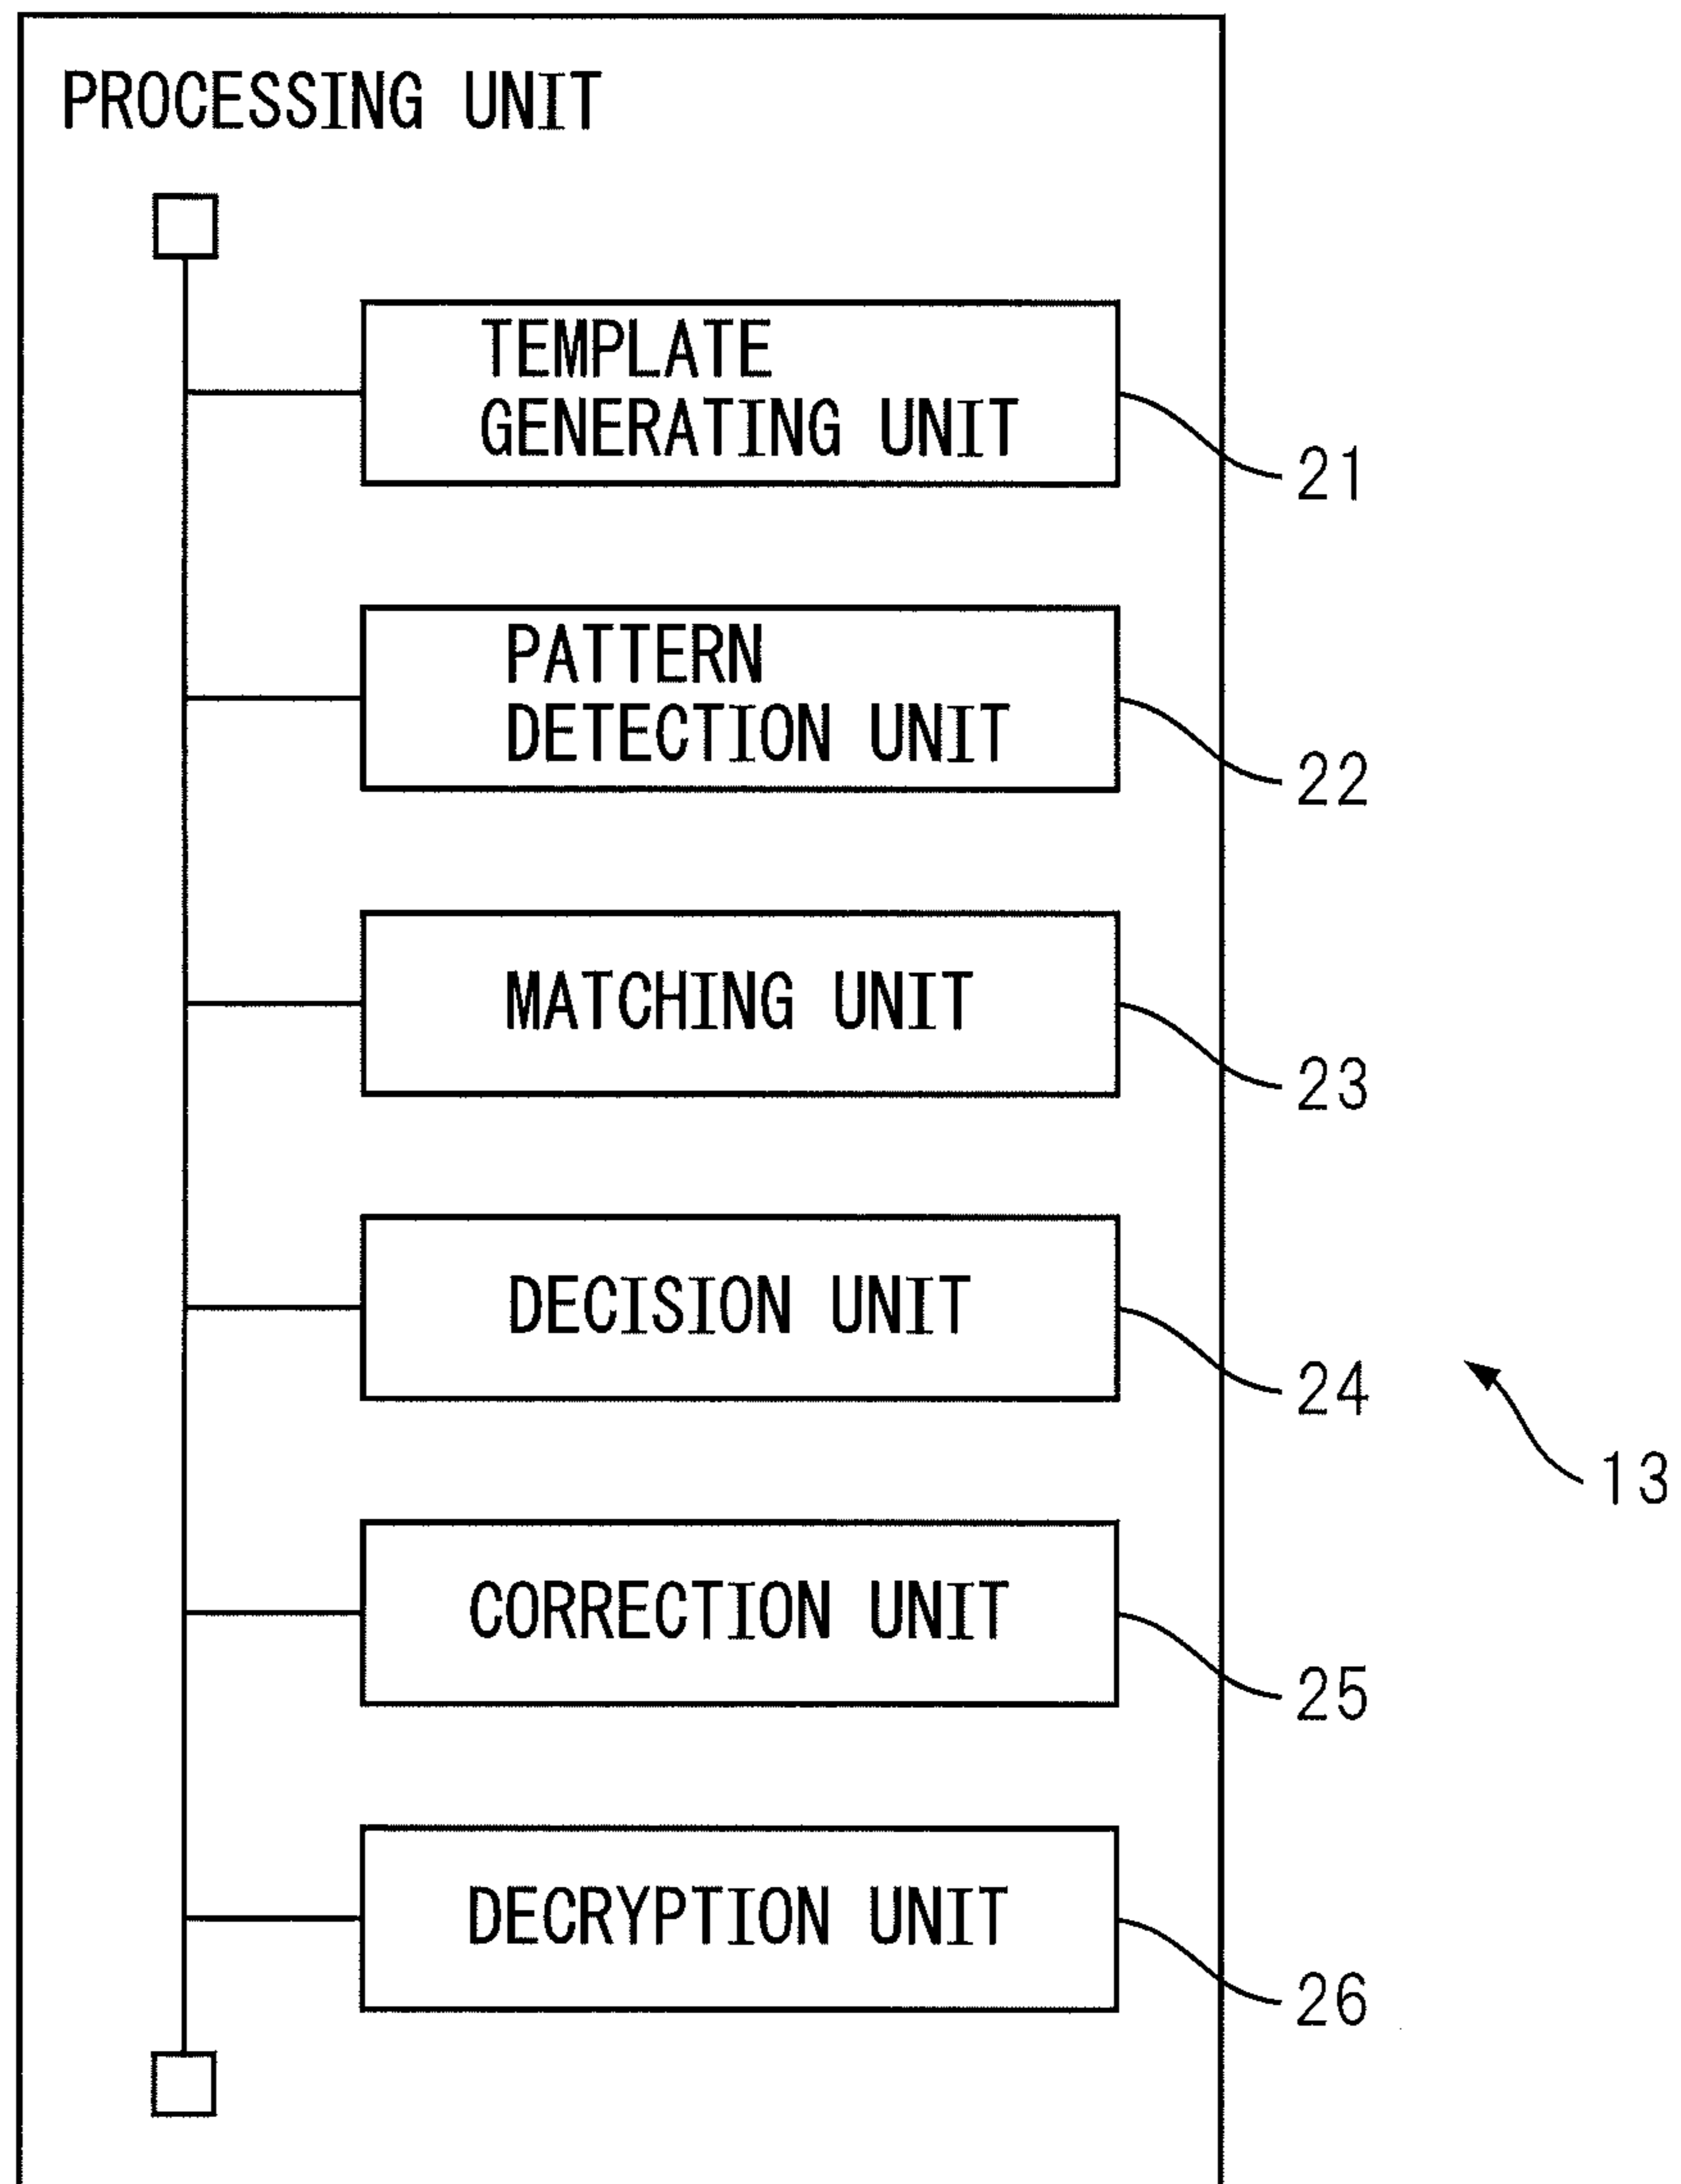 PROCESSING UNIT
TEMPLATE
GENERATING UNIT
21
PATTERN
DETECTION UNIT
22
MATCHING UNIT
23
DECISION UNIT
24
13
CORRECTION UNIT
25
DECRYPTION UNIT
26